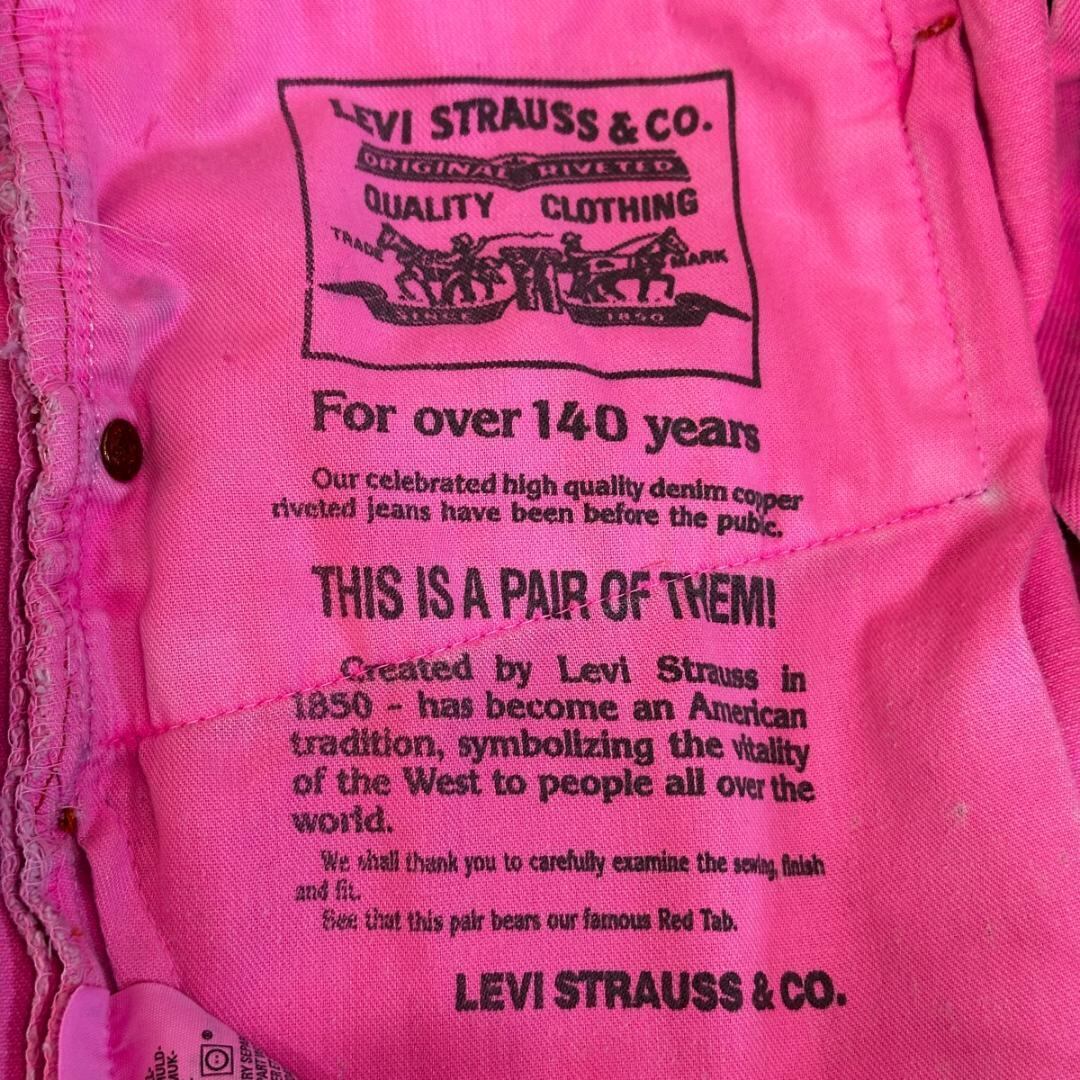 LEVI STRAUSS & CO.
ORIGINAL RIVETED
QUALITY CLOTHING
TRADE MARK
SINCE 1850
For over 140 years
Our celebrated high quality denim copper
riveted jeans have been before the public.
THIS IS A PAIR OF THEM!
Created by Levi Strauss in
1850 - has become an American
tradition, symbolizing the vitality
of the West to people all over the
world.
We shall thank you to carefully examine the sewing, finish
and fit.
See that this pair bears our famous Red Tab.
LEVI STRAUSS & CO.